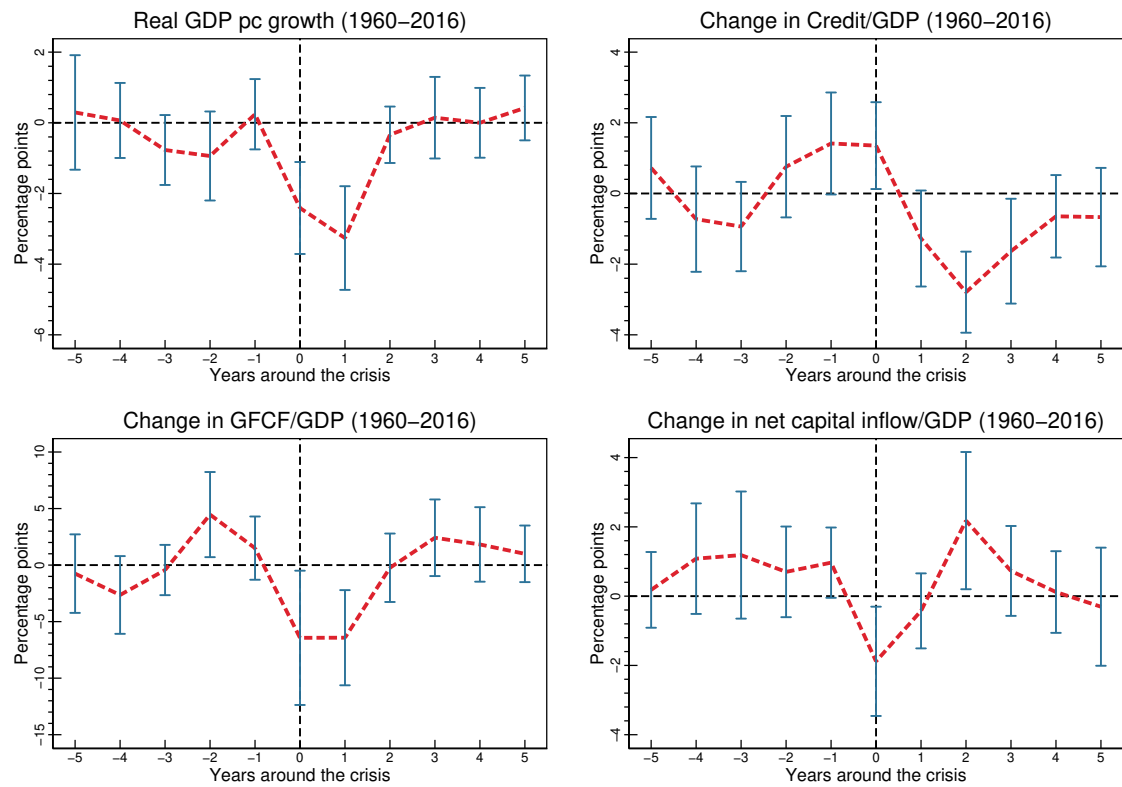 Real GDP pc growth (1960−2016)
Percentage points
2
0
−2
−4
−6
−5 −4 −3 −2 −1 0 1 2 3 4 5
Years around the crisis
Change in Credit/GDP (1960−2016)
Percentage points
4
2
0
−2
−4
−5 −4 −3 −2 −1 0 1 2 3 4 5
Years around the crisis
Change in GFCF/GDP (1960−2016)
Percentage points
10
5
0
−5
−10
−15
−5 −4 −3 −2 −1 0 1 2 3 4 5
Years around the crisis
Change in net capital inflow/GDP (1960−2016)
Percentage points
4
2
0
−2
−4
−5 −4 −3 −2 −1 0 1 2 3 4 5
Years around the crisis